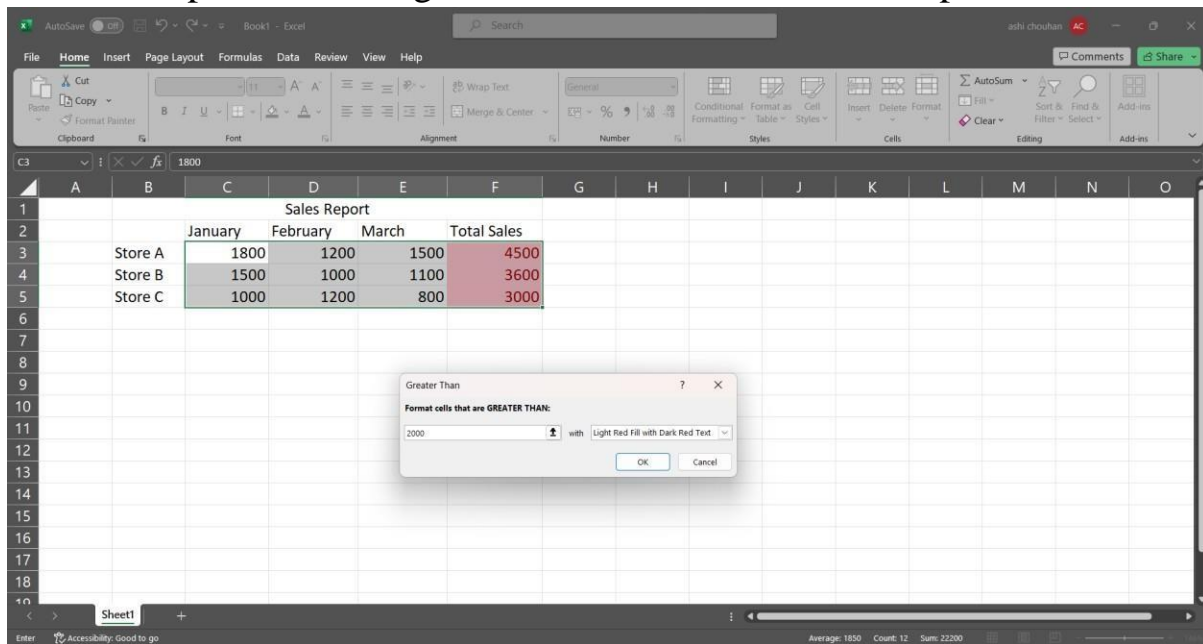 AutoSave Off Book1 - Excel Search ashi chouhan AC
File Home Insert Page Layout Formulas Data Review View Help Comments Share
Paste Cut Copy Format Painter
B I U 11 A A Wrap Text Merge & Center General % Conditional Formatting Format as Table Cell Styles Insert Delete Format AutoSum Fill Clear Sort & Filter Find & Select Add-ins
Clipboard Font Alignment Number Styles Cells Editing Add-ins
C3 fx 1800
A B C D E F G H I J K L M N O
1 Sales Report
2 January February March Total Sales
3 Store A 1800 1200 1500 4500
4 Store B 1500 1000 1100 3600
5 Store C 1000 1200 800 3000
6
7
8
9 Greater Than ? ×
10 Format cells that are GREATER THAN:
11 2000 with Light Red Fill with Dark Red Text
12 OK Cancel
13
14
15
16
17
18
Sheet1 +
Enter Accessibility: Good to go Average: 1850 Count: 12 Sum: 22200